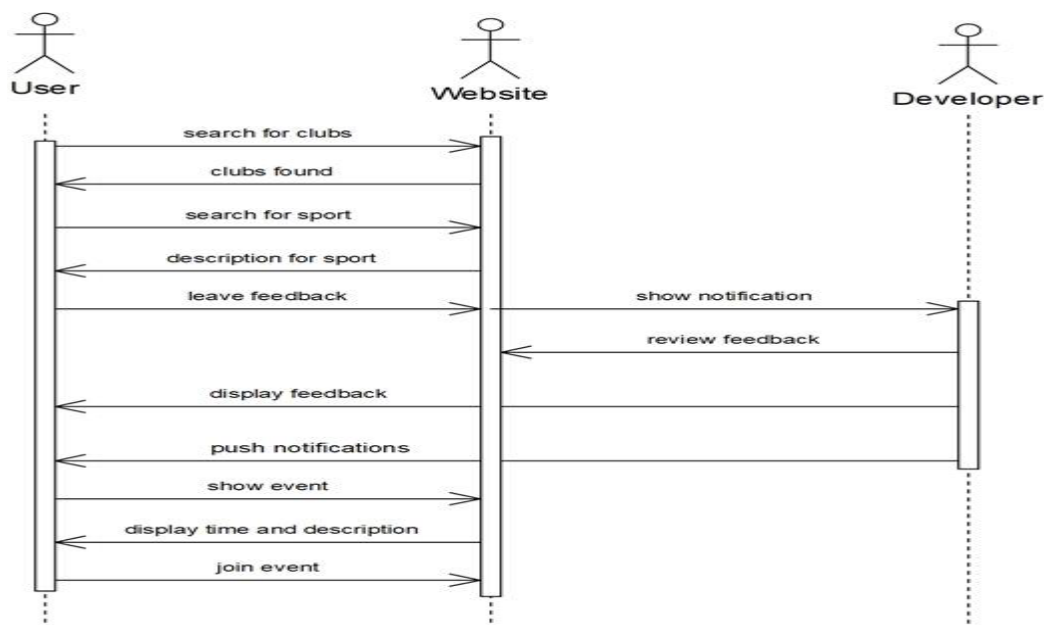 User
Website
Developer
search for clubs
clubs found
search for sport
description for sport
leave feedback
show notification
review feedback
display feedback
push notifications
show event
display time and description
join event